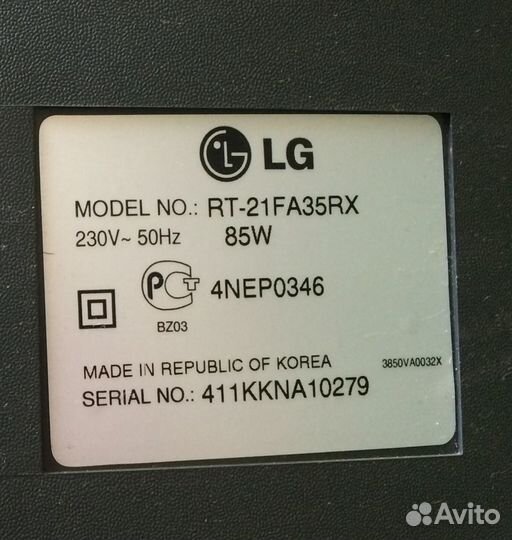 LG
MODEL NO.: RT-21FA35RX
230V~ 50Hz 85W
4NEP0346
BZ03
MADE IN REPUBLIC OF KOREA 3850VA0032X
SERIAL NO.: 411KKNA10279
Avito